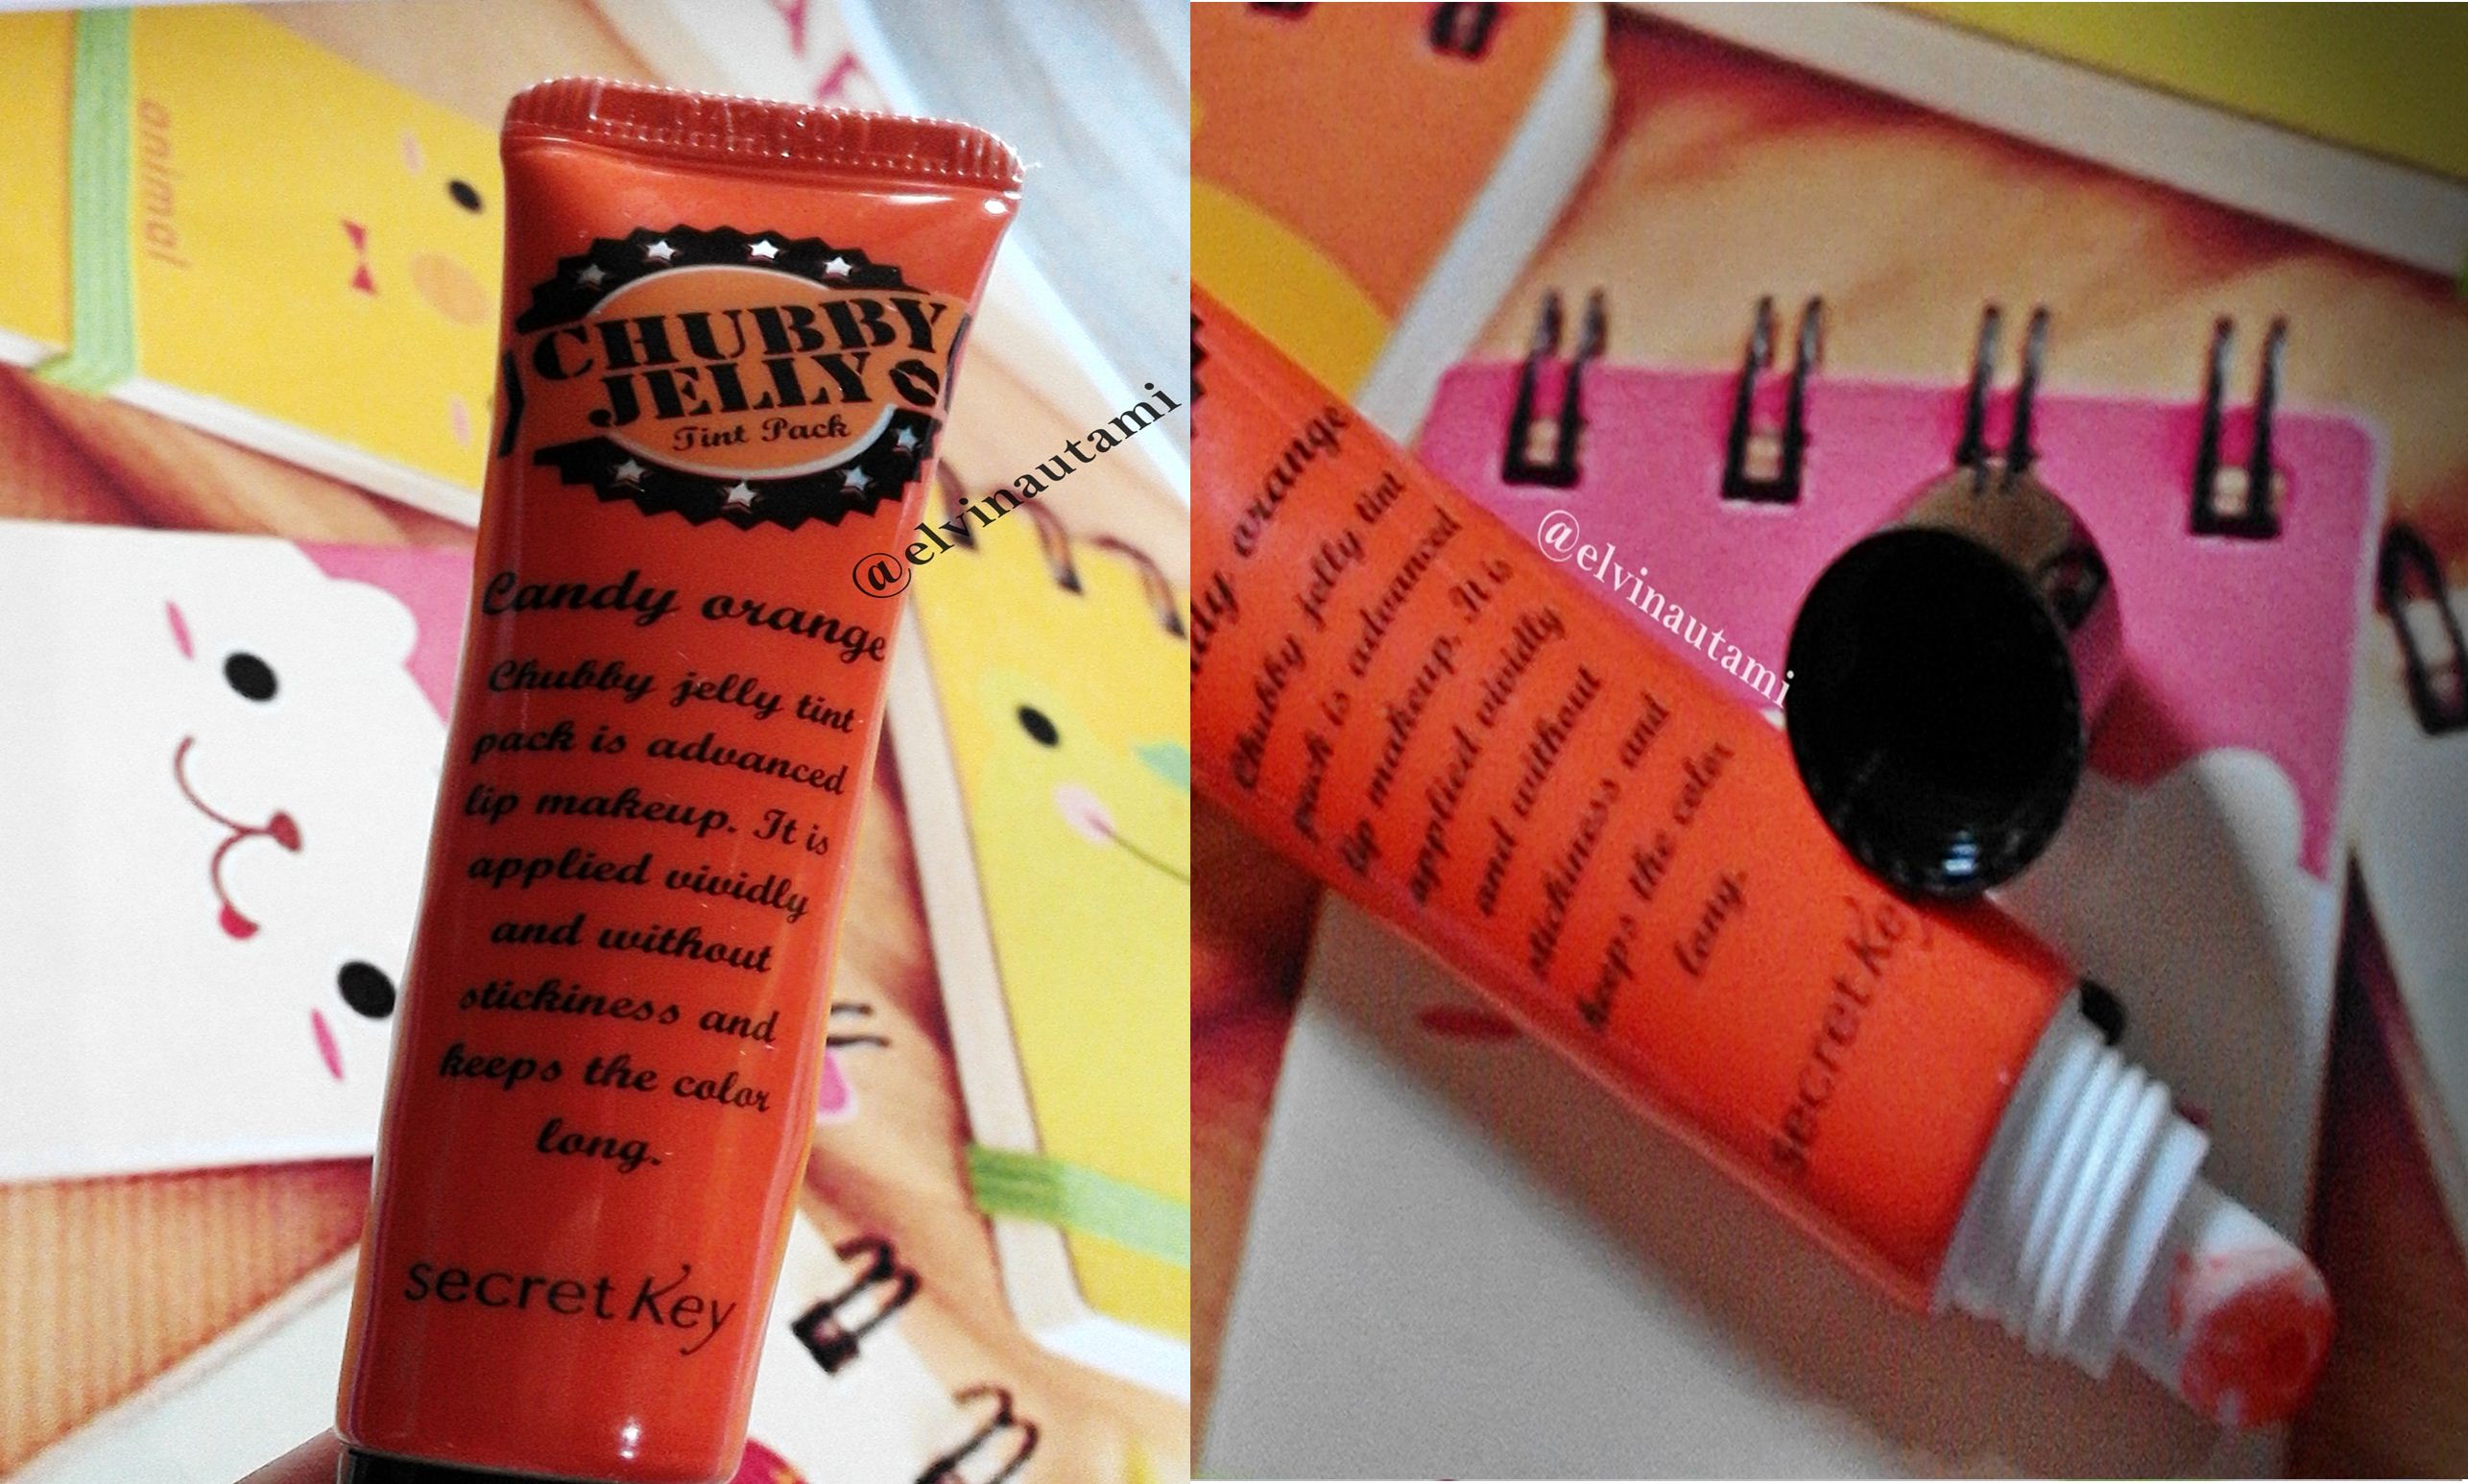 animal
CHUBBY
JELLY
Tint Pack
@elvinautami
Candy orange
Chubby jelly tint
pack is advanced
lip makeup. It is
applied vividly
and without
stickiness and
keeps the color
long.
secret Key
@elvinautami
dy orange
Chubby jelly tint
pack is advanced
lip makeup. It is
applied vividly
and without
stickiness and
keeps the color
long.
secret Key